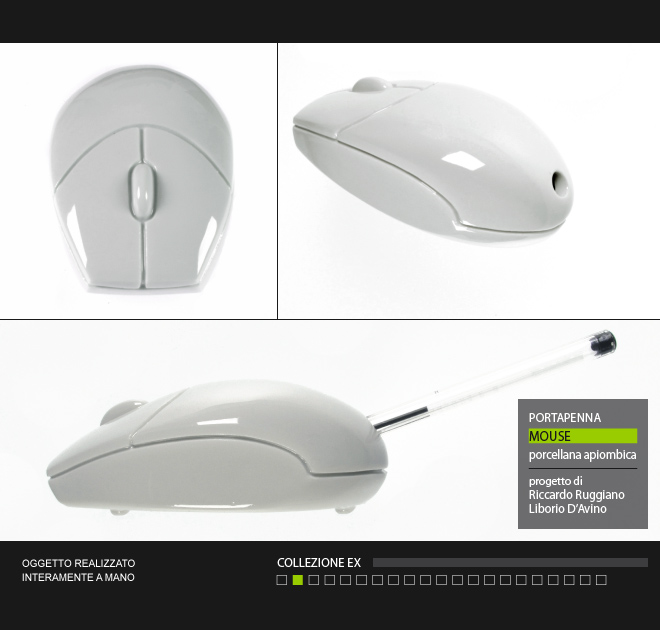 PORTAPENNA
MOUSE
porcellana apiombica
progetto di
Riccardo Ruggiano
Liborio D'Avino
OGGETTO REALIZZATO
INTERAMENTE A MANO
COLLEZIONE EX